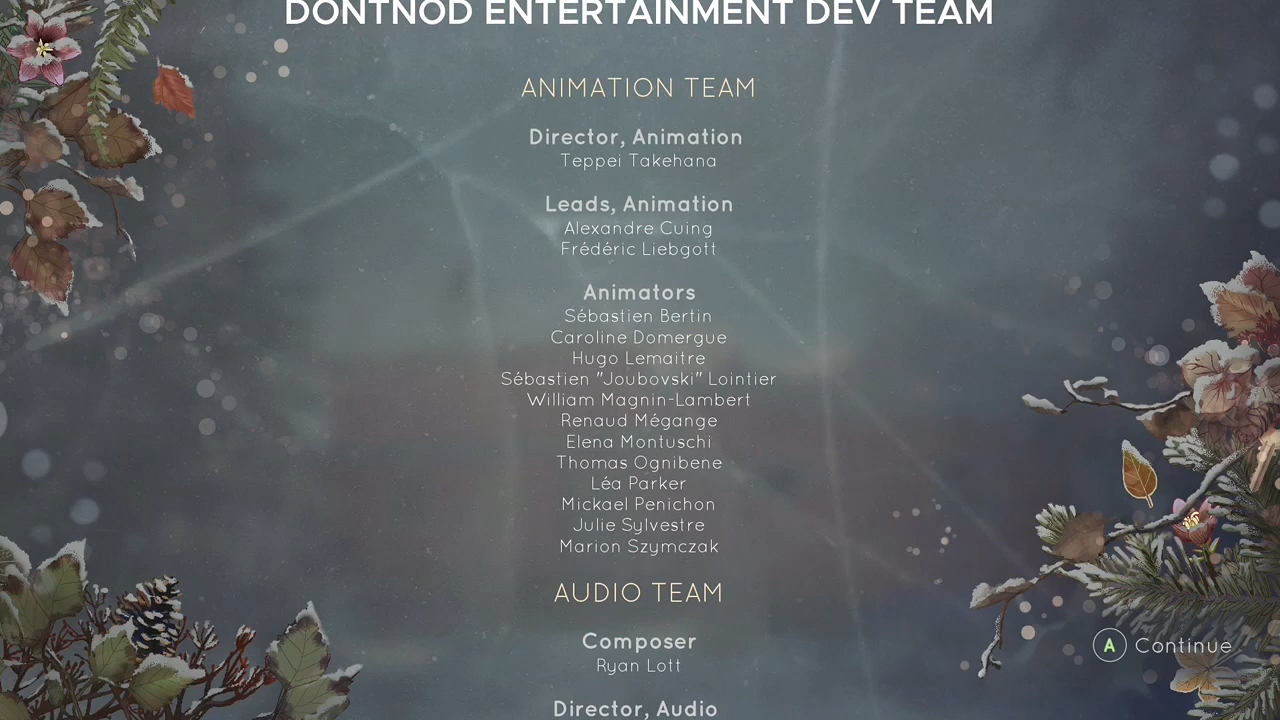 DONTNOD ENTERTAINMENT DEV TEAM
ANIMATION TEAM
Director, Animation
Teppei Takehana
Leads, Animation
Alexandre Cuing
Frédéric Liebgott
Animators
Sébastien Bertin
Caroline Domergue
Hugo Lemaitre
Sébastien "Joubovski" Lointier
William Magnin-Lambert
Renaud Mégange
Elena Montuschi
Thomas Ognibene
Léa Parker
Mickael Penichon
Julie Sylvestre
Marion Szymczak
AUDIO TEAM
Composer
Ryan Lott
A Continue
Director, Audio